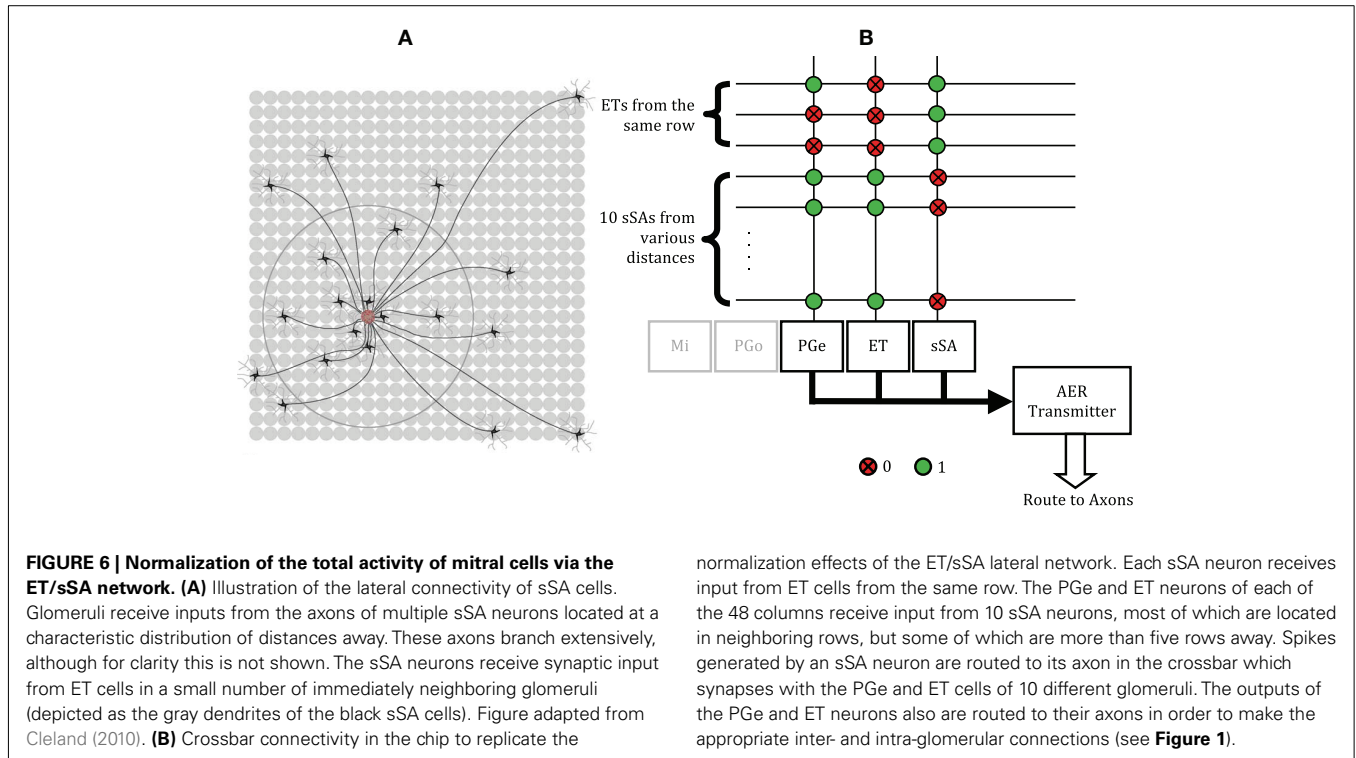 A
B
ETs from the
same row
10 sSAs from
various
distances
Mi
PGo
PGe
ET
sSA
AER
Transmitter
0
1
Route to Axons
FIGURE 6 | Normalization of the total activity of mitral cells via the
ET/sSA network. (A) Illustration of the lateral connectivity of sSA cells.
Glomeruli receive inputs from the axons of multiple sSA neurons located at a
characteristic distribution of distances away. These axons branch extensively,
although for clarity this is not shown. The sSA neurons receive synaptic input
from ET cells in a small number of immediately neighboring glomeruli
(depicted as the gray dendrites of the black sSA cells). Figure adapted from
Cleland (2010). (B) Crossbar connectivity in the chip to replicate the
normalization effects of the ET/sSA lateral network. Each sSA neuron receives
input from ET cells from the same row. The PGe and ET neurons of each of
the 48 columns receive input from 10 sSA neurons, most of which are located
in neighboring rows, but some of which are more than five rows away. Spikes
generated by an sSA neuron are routed to its axon in the crossbar which
synapses with the PGe and ET cells of 10 different glomeruli. The outputs of
the PGe and ET neurons also are routed to their axons in order to make the
appropriate inter- and intra-glomerular connections (see Figure 1).